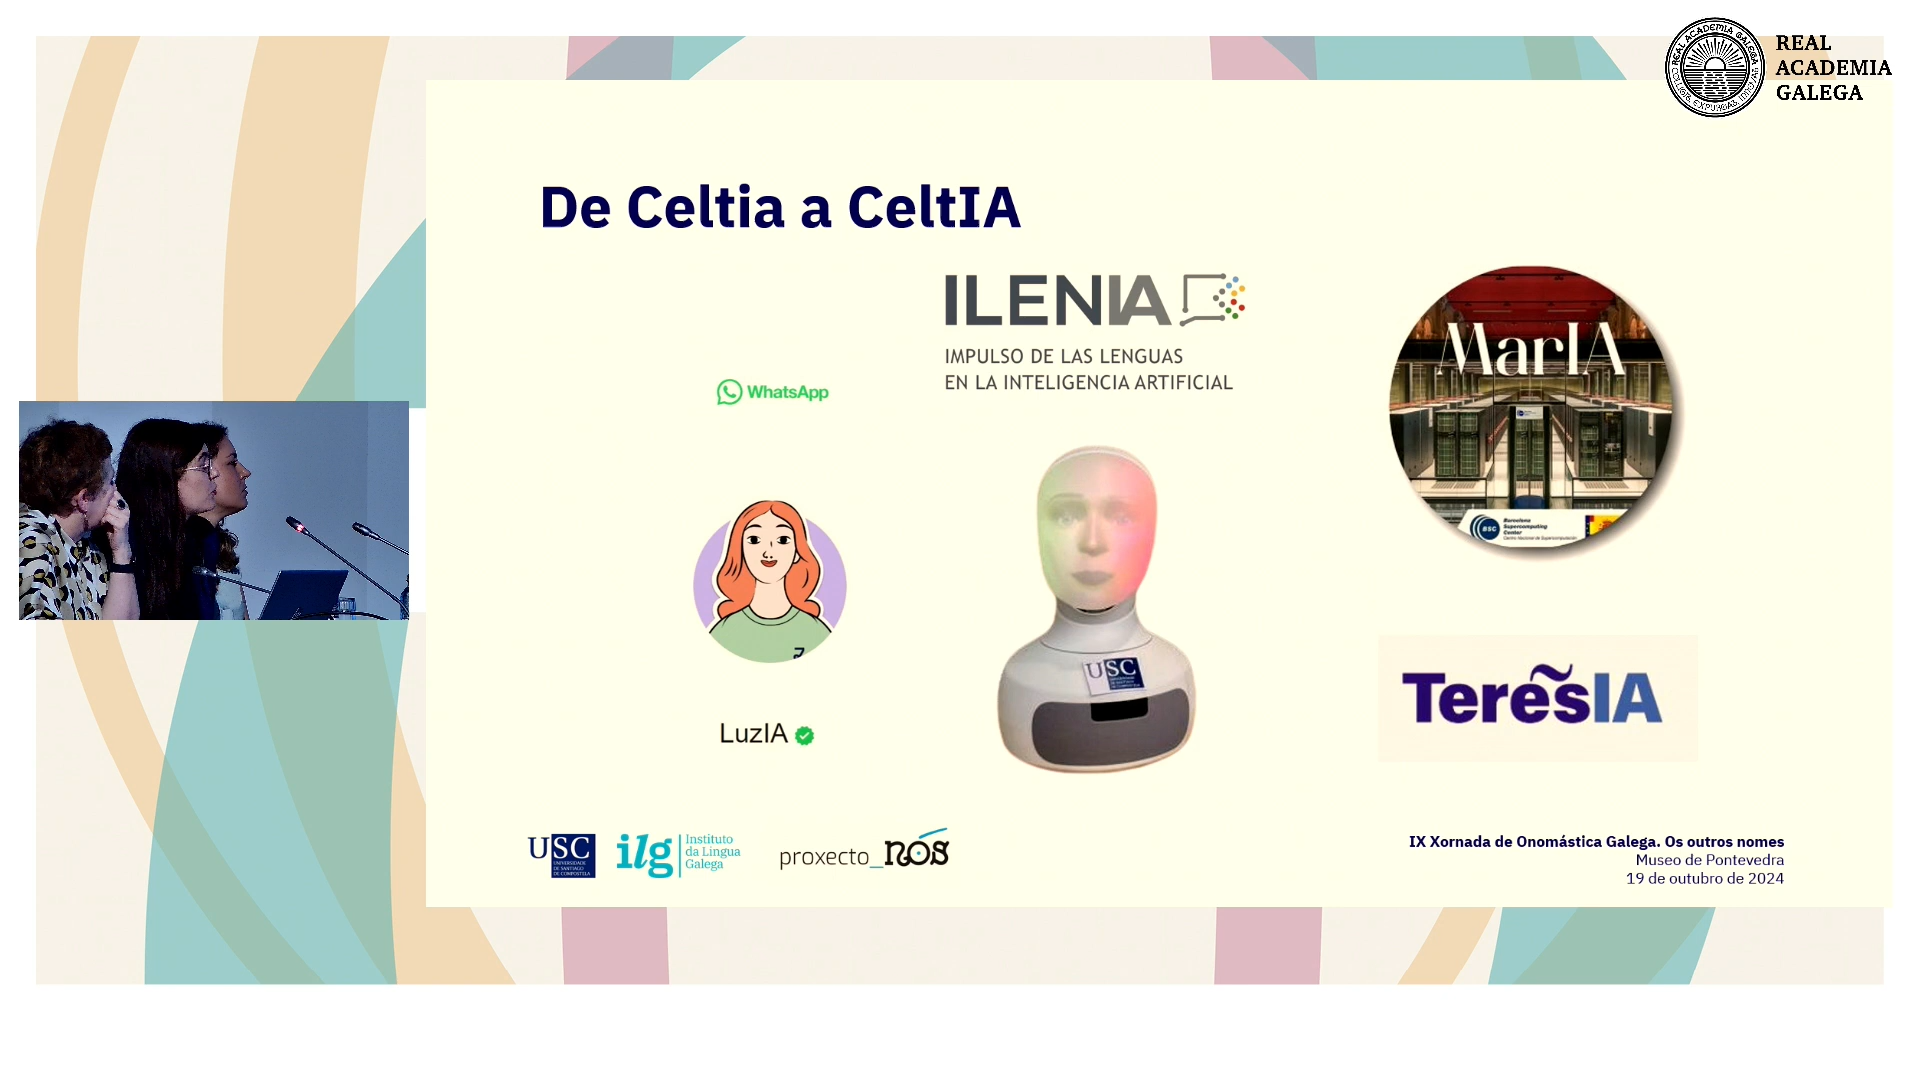 REAL
ACADEMIA
GALEGA
De Celtia a CeltIA
ILENIA
IMPULSO DE LAS LENGUAS
EN LA INTELIGENCIA ARTIFICIAL
WhatsApp
MarIA
BSC
Barcelona
Supercomputing
Center
Centro Nacional de Supercomputación
USC
TeresIA
LuzIA
USC
UNIVERSIDADE
DE SANTIAGO
DE COMPOSTELA
ilg
Instituto
da Lingua
Galega
proxecto_nós
IX Xornada de Onomástica Galega. Os outros nomes
Museo de Pontevedra
19 de outubro de 2024